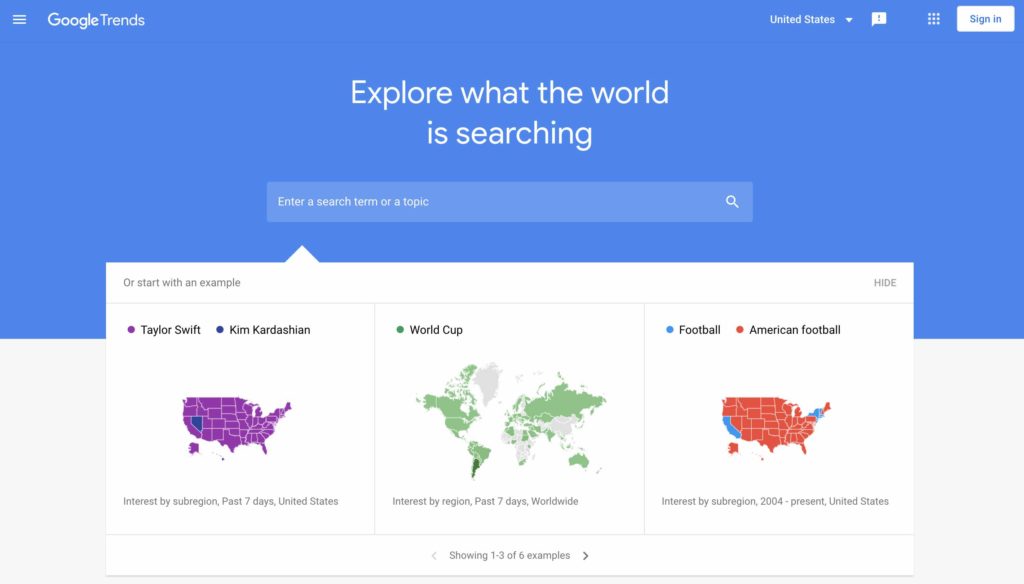 Google Trends
United States
Sign in
Explore what the world
is searching
Enter a search term or a topic
Or start with an example
HIDE
Taylor Swift
Kim Kardashian
World Cup
Football
American football
Interest by subregion, Past 7 days, United States
Interest by region, Past 7 days, Worldwide
Interest by subregion, 2004 - present, United States
Showing 1-3 of 6 examples